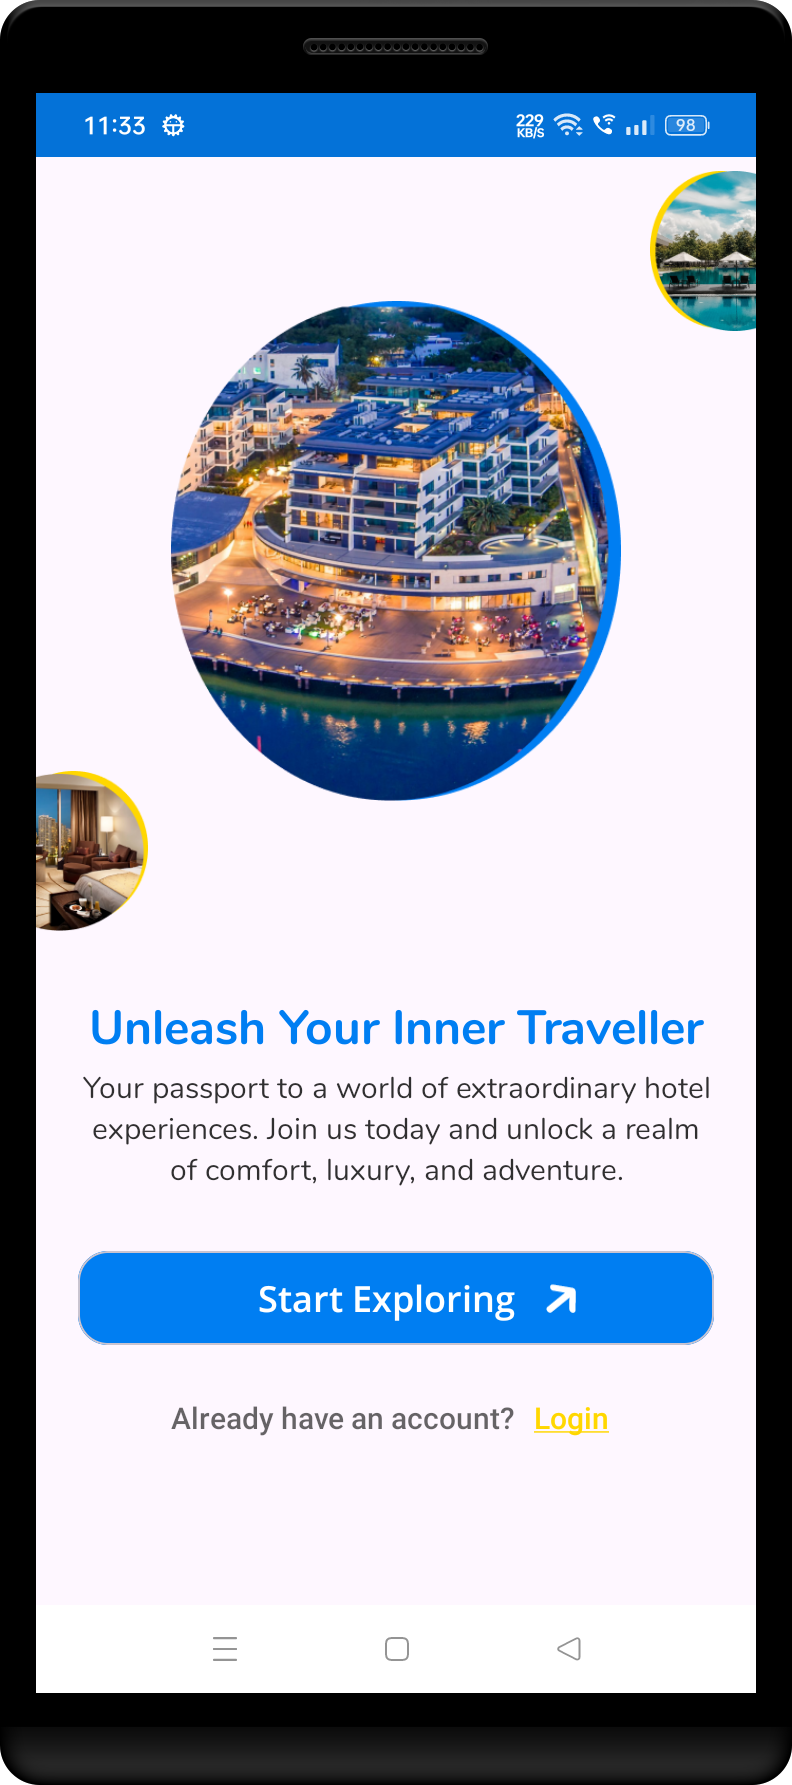 11:33
229
KB/S
98
Unleash Your Inner Traveller
Your passport to a world of extraordinary hotel
experiences. Join us today and unlock a realm
of comfort, luxury, and adventure.
Start Exploring
Already have an account? Login